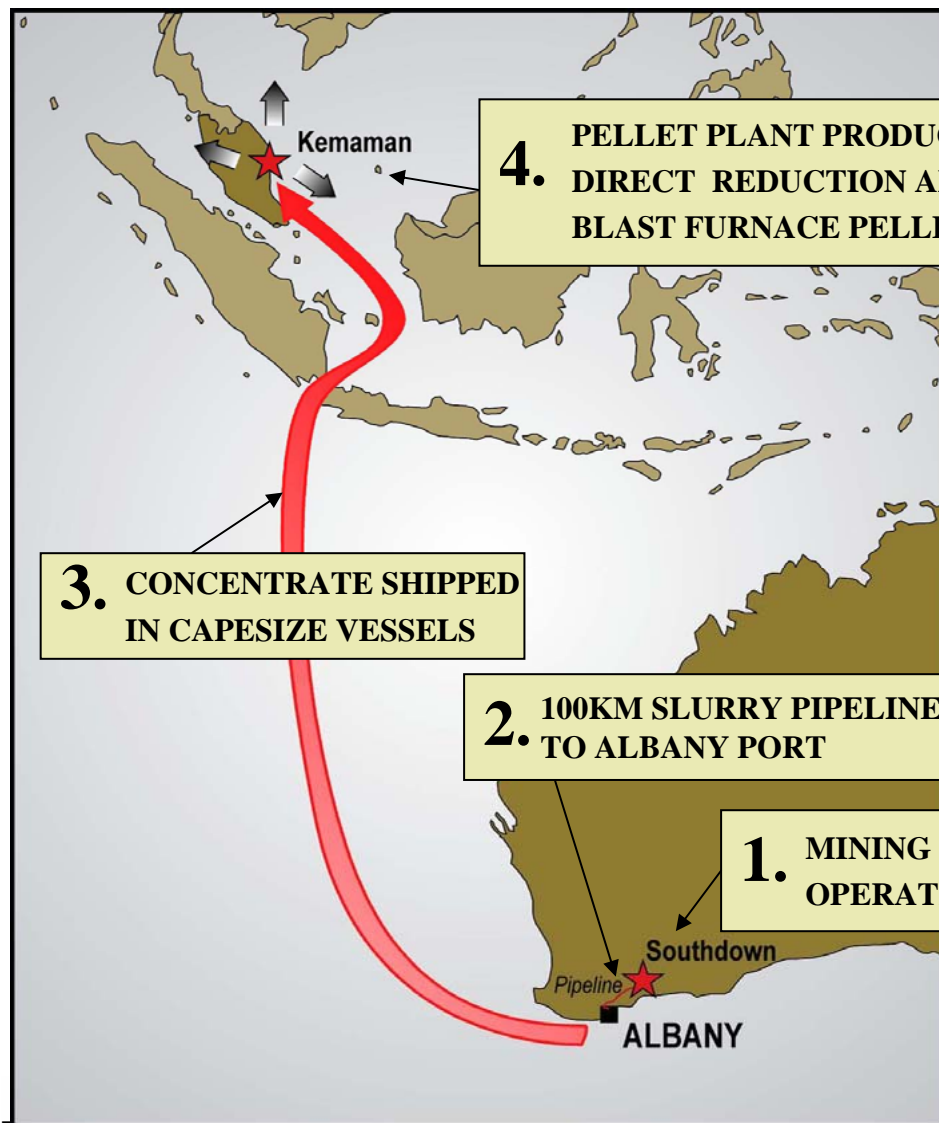 Kemaman
4. PELLET PLANT PRODUC
DIRECT REDUCTION A
BLAST FURNACE PELL
3. CONCENTRATE SHIPPED
IN CAPESIZE VESSELS
2. 100KM SLURRY PIPELINE
TO ALBANY PORT
1. MINING
OPERAT
Southdown
Pipeline
ALBANY